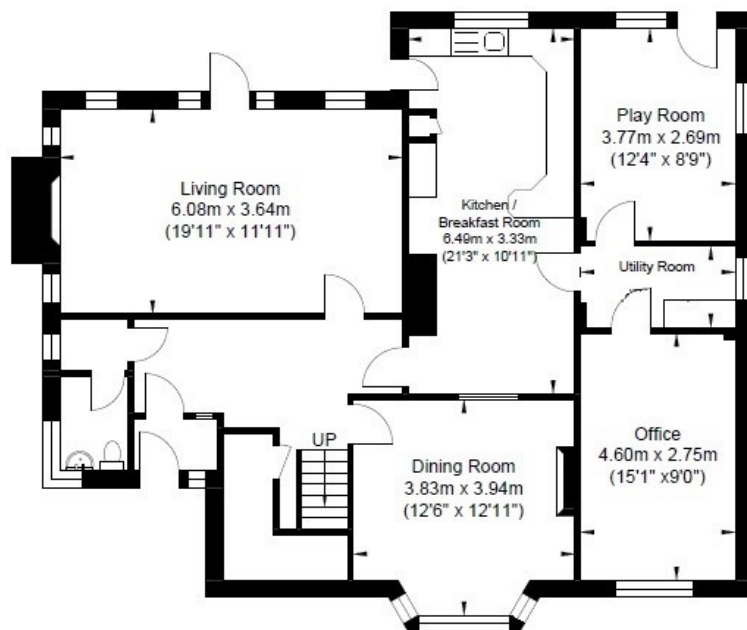 Living Room
6.08m x 3.64m
(19'11" x 11'11")
Kitchen /
Breakfast Room
6.49m x 3.33m
(21'3" x 10'11")
Play Room
3.77m x 2.69m
(12'4" x 8'9")
Utility Room
UP
Dining Room
3.83m x 3.94m
(12'6" x 12'11")
Office
4.60m x 2.75m
(15'1" x9'0")